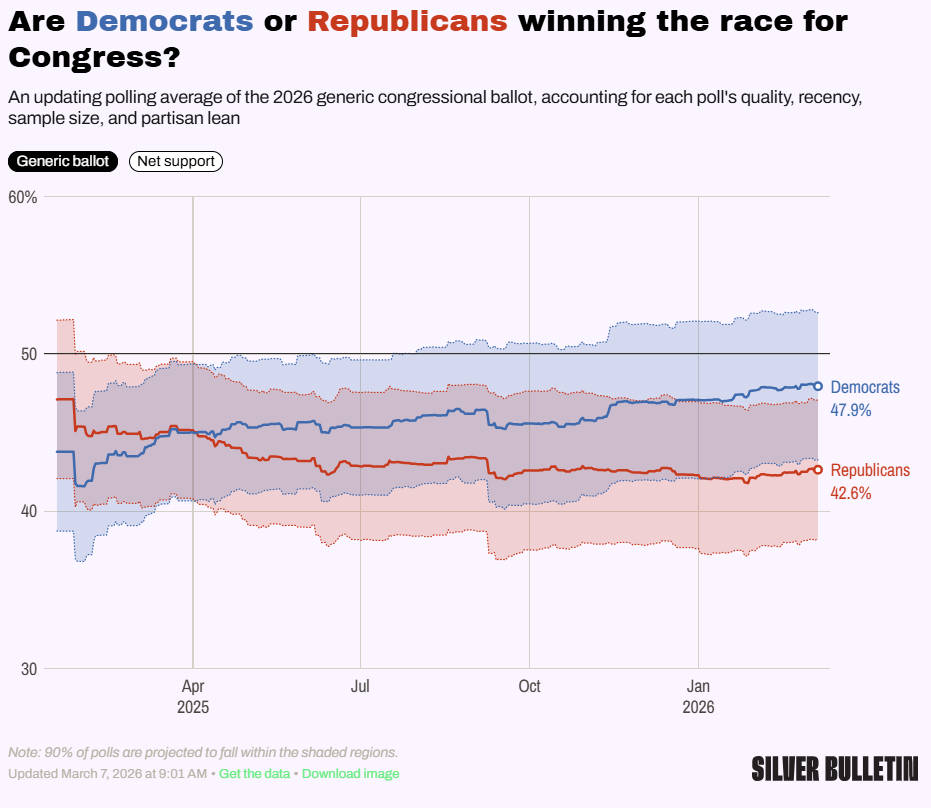 Are Democrats or Republicans winning the race for
Congress?
An updating polling average of the 2026 generic congressional ballot, accounting for each poll's quality, recency,
sample size, and partisan lean
Generic ballot
Net support
60%
50
40
30
Democrats
47.9%
Republicans
42.6%
Apr
2025
Jul
Oct
Jan
2026
Note: 90% of polls are projected to fall within the shaded regions.
Updated March 7, 2026 at 9:01 AM • Get the data • Download image
SILVER BULLETIN